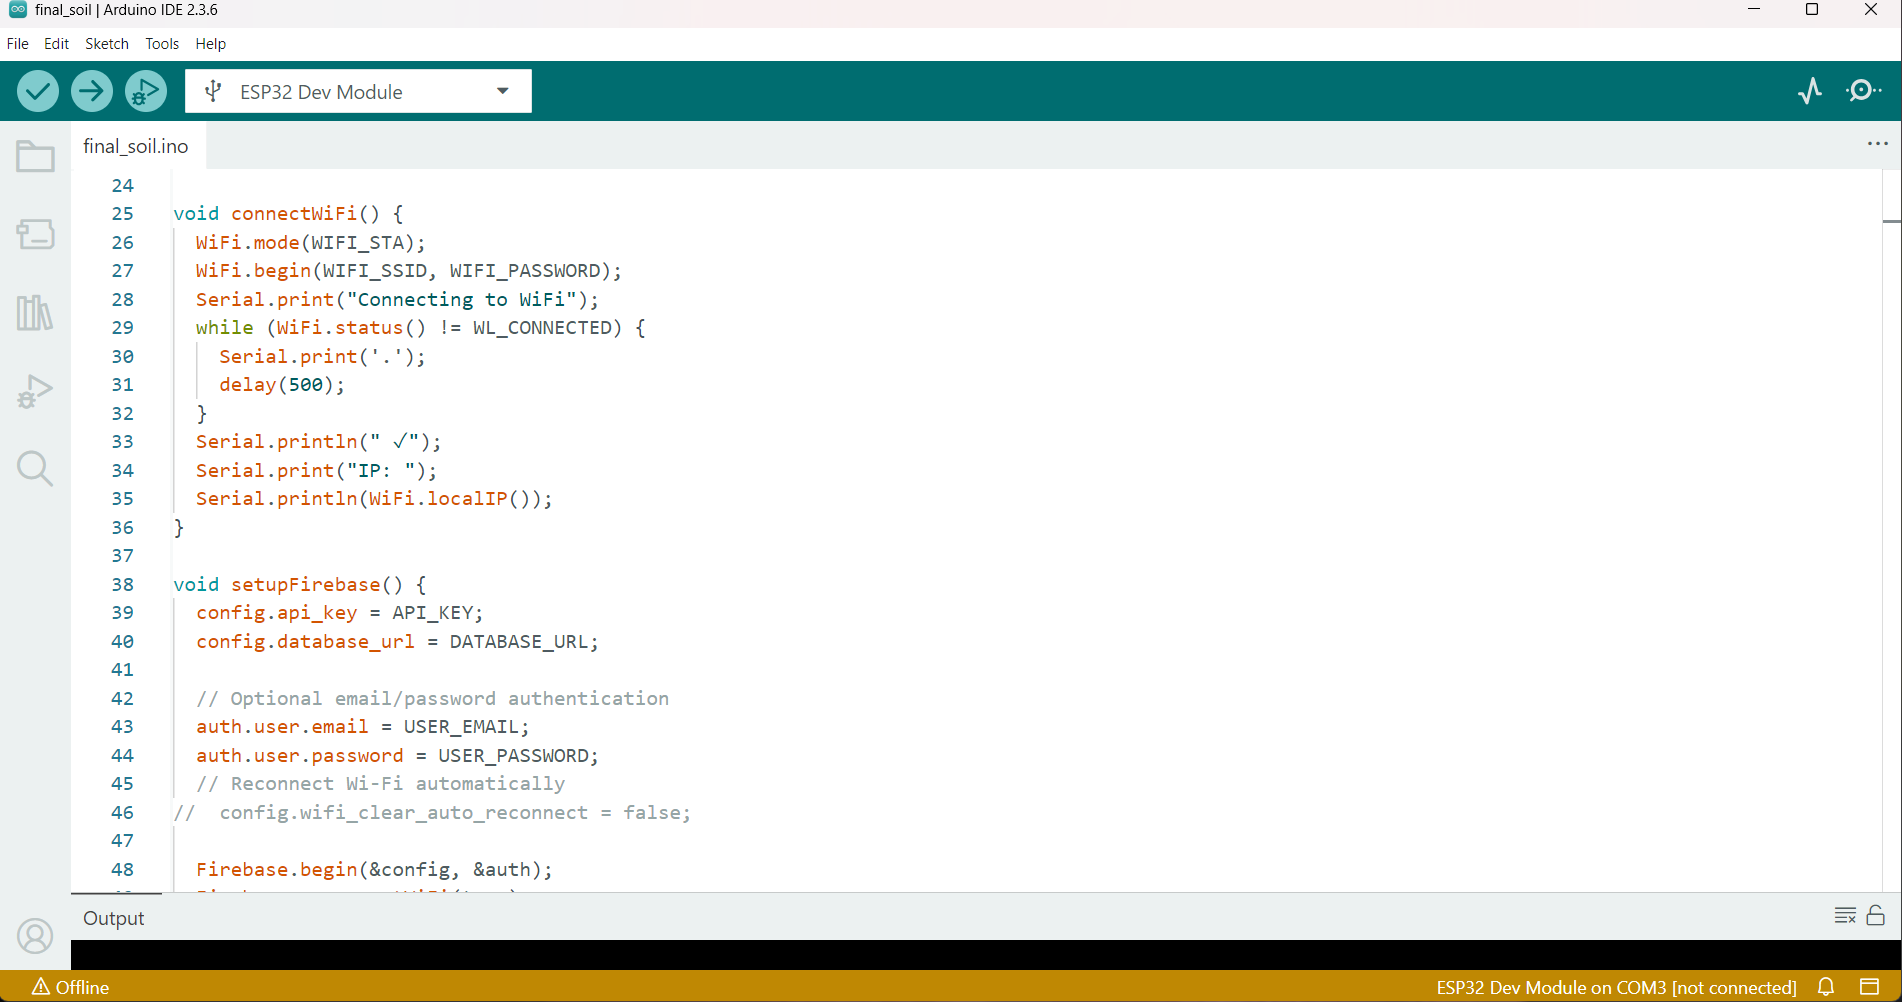 final_soil | Arduino IDE 2.3.6
File Edit Sketch Tools Help
ESP32 Dev Module
final_soil.ino
24
25 void connectWiFi() {
26 WiFi.mode(WIFI_STA);
27 WiFi.begin(WIFI_SSID, WIFI_PASSWORD);
28 Serial.print("Connecting to WiFi");
29 while (WiFi.status() != WL_CONNECTED) {
30 Serial.print('.');
31 delay(500);
32 }
33 Serial.println(" ✓");
34 Serial.print("IP: ");
35 Serial.println(WiFi.localIP());
36 }
37
38 void setupFirebase() {
39 config.api_key = API_KEY;
40 config.database_url = DATABASE_URL;
41
42 // Optional email/password authentication
43 auth.user.email = USER_EMAIL;
44 auth.user.password = USER_PASSWORD;
45 // Reconnect Wi-Fi automatically
46 // config.wifi_clear_auto_reconnect = false;
47
48 Firebase.begin(&config, &auth);
Output
Offline
ESP32 Dev Module on COM3 [not connected]